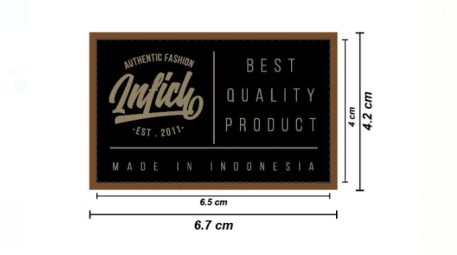 AUTHENTIC FASHION
Infich
-EST . 2011-
BEST
QUALITY
PRODUCT
MADE IN INDONESIA
4 cm
4.2 cm
6.5 cm
6.7 cm